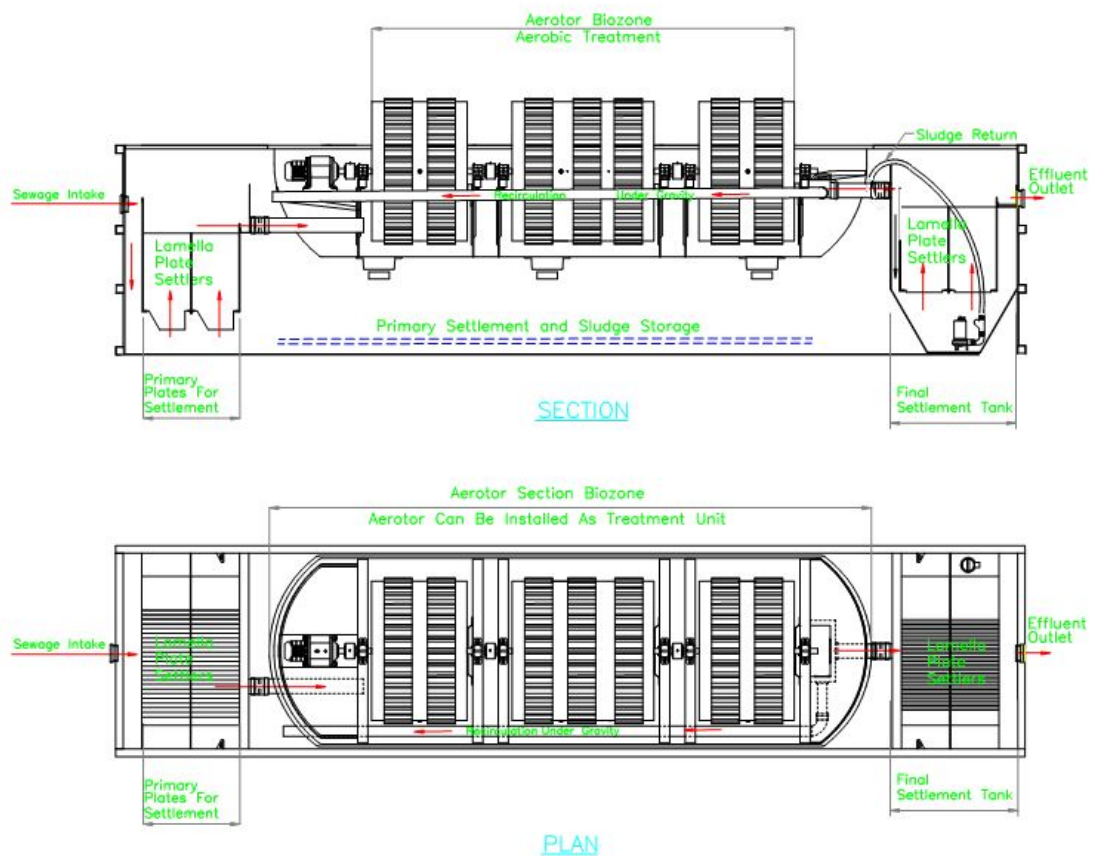 Aerotor Biozone
Aerobic Treatment
Sludge Return
Sewage Intake
Recirculation Under Gravity
Effluent
Outlet
Lamella
Plate
Settlers
Lamella
Plate
Settlers
Primary Settlement and Sludge Storage
Primary
Plates For
Settlement
Final
Settlement Tank
SECTION
Aerotor Section Biozone
Aerotor Can Be Installed As Treatment Unit
Sewage Intake
Lamella
Plate
Settlers
Effluent
Outlet
Lamella
Plate
Settlers
Recirculation Under Gravity
Primary
Plates For
Settlement
Final
Settlement Tank
PLAN